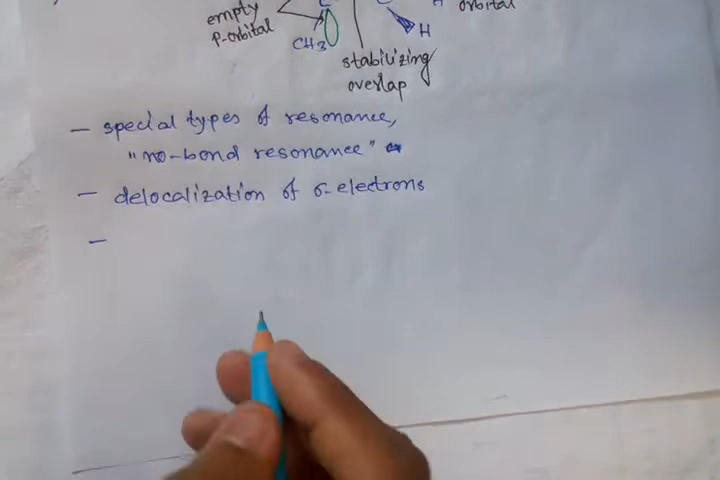 empty
p-orbital
C
CH3
H
H
orbital
stabilizing
overlap
— special types of resonance,
"no-bond resonance"
— delocalization of σ-electrons
—